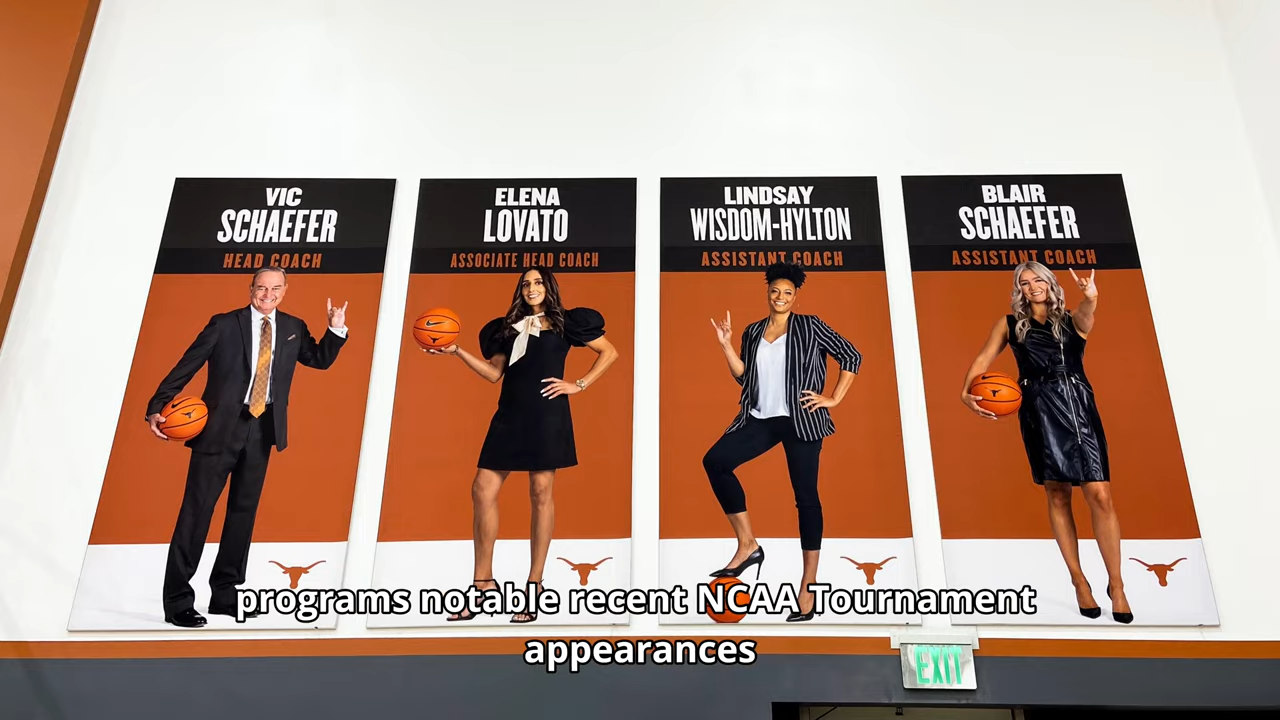 VIC
SCHAEFER
HEAD COACH
ELENA
LOVATO
ASSOCIATE HEAD COACH
LINDSAY
WISDOM-HYLTON
ASSISTANT COACH
BLAIR
SCHAEFER
ASSISTANT COACH
programs notable recent NCAA Tournament
appearances
EXIT